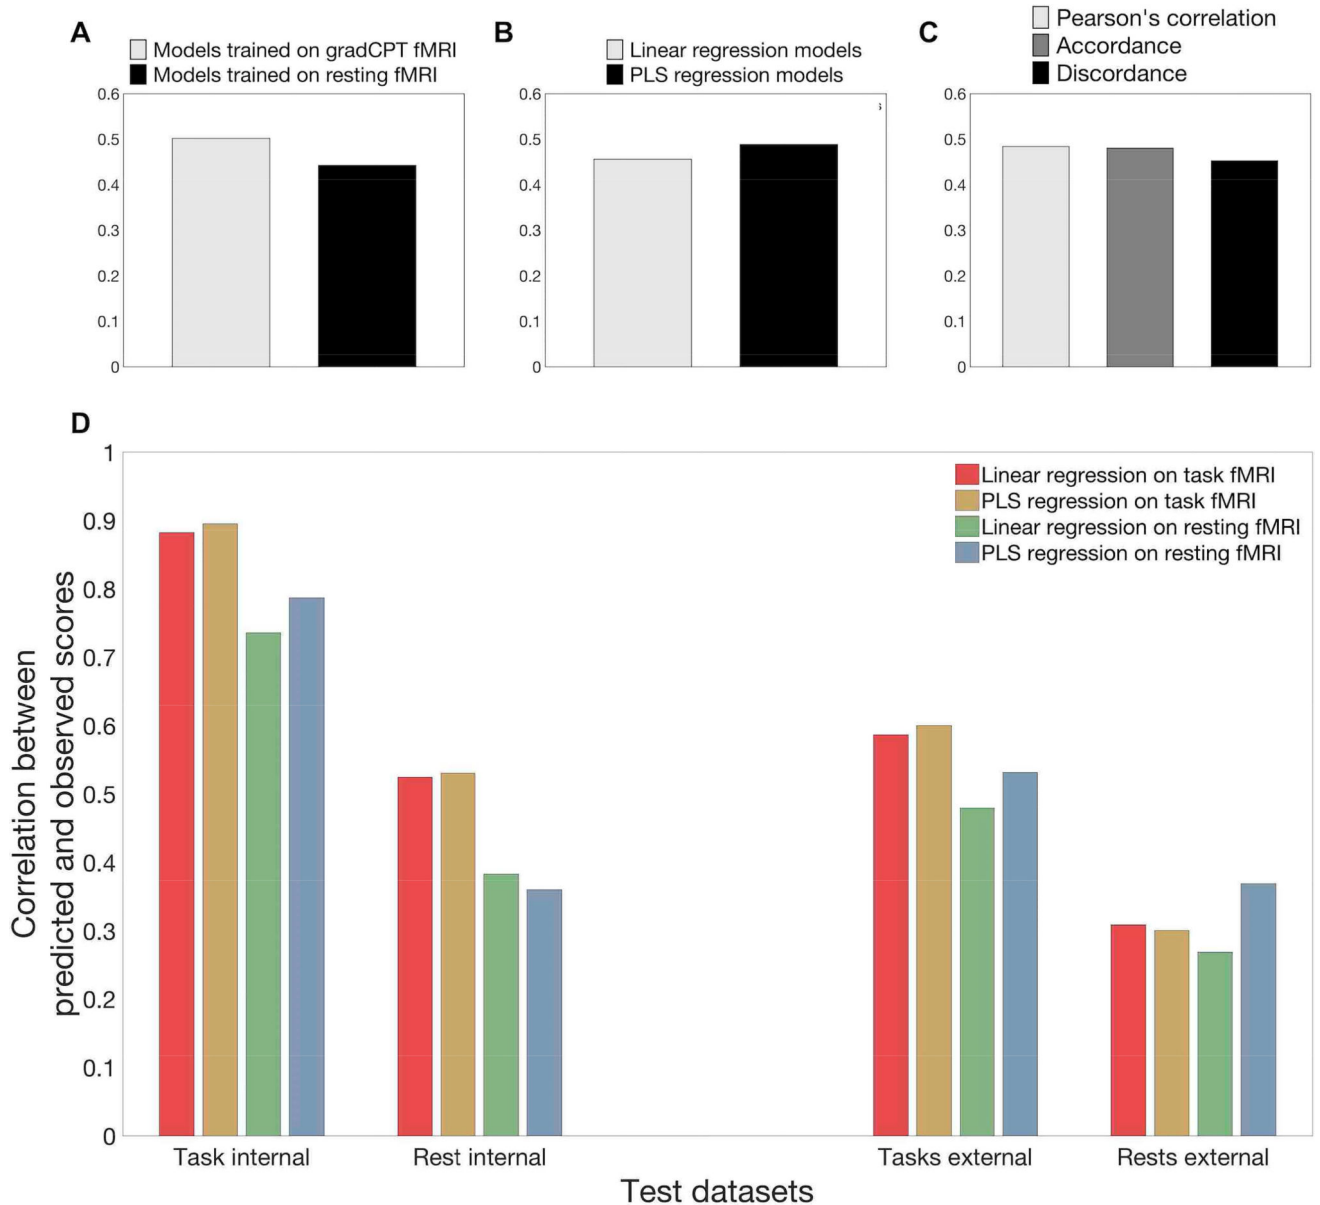 A
Models trained on gradCPT fMRI
Models trained on resting fMRI
0.6
0.5
0.4
0.3
0.2
0.1
0
B
Linear regression models
PLS regression models
0.6
0.5
0.4
0.3
0.2
0.1
0
C
Pearson's correlation
Accordance
Discordance
0.6
0.5
0.4
0.3
0.2
0.1
0
D
Correlation between
predicted and observed scores
1
0.9
0.8
0.7
0.6
0.5
0.4
0.3
0.2
0.1
0
Linear regression on task fMRI
PLS regression on task fMRI
Linear regression on resting fMRI
PLS regression on resting fMRI
Task internal
Rest internal
Tasks external
Rests external
Test datasets